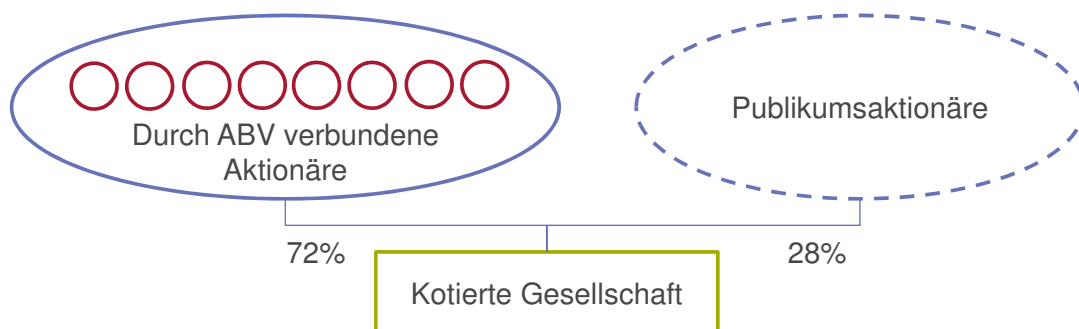 Durch ABV verbundene
Aktionäre
Publikumsaktionäre
72%
28%
Kotierte Gesellschaft